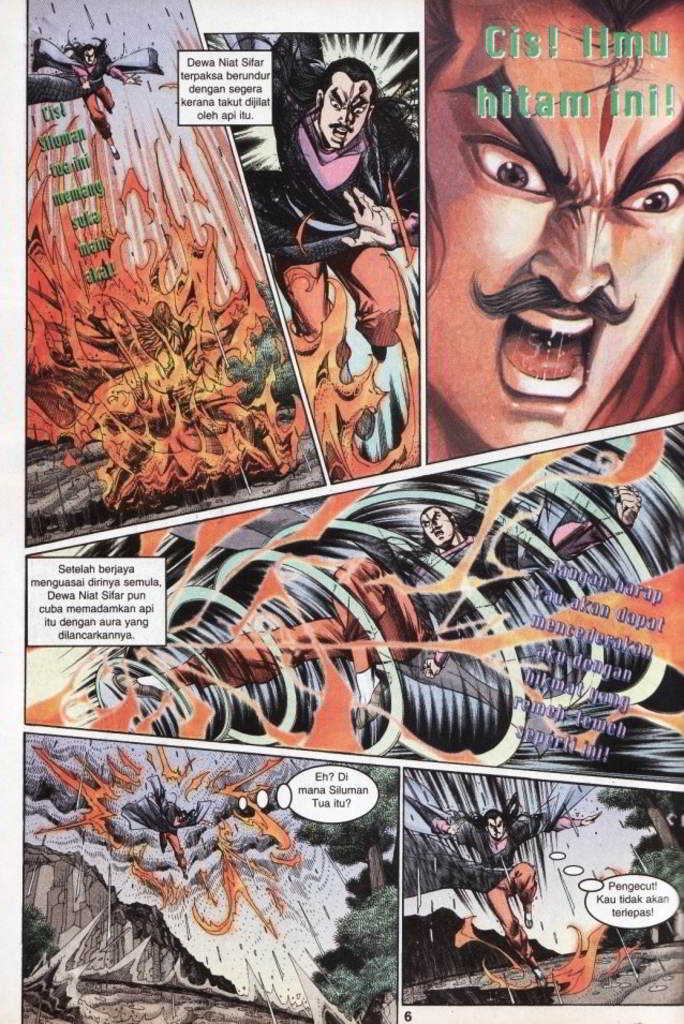 Cis!
Siluman
Tua ini
memang
suka
main
api!
Dewa Niat Sifar
terpaksa berundur
dengan segera
kerana takut dijilat
oleh api itu.
Cis! Ilmu
hitam ini!
Setelah berjaya
menguasai dirinya semula,
Dewa Niat Sifar pun
cuba memadamkan api
itu dengan aura yang
dilancarkannya.
Jangan harap
kau akan dapat
mencederakan
aku dengan
hikmat yang
remeh-temeh
seperti ini!
Eh? Di
mana Siluman
Tua itu?
Pengecut!
Kau tidak akan
terlepas!
6